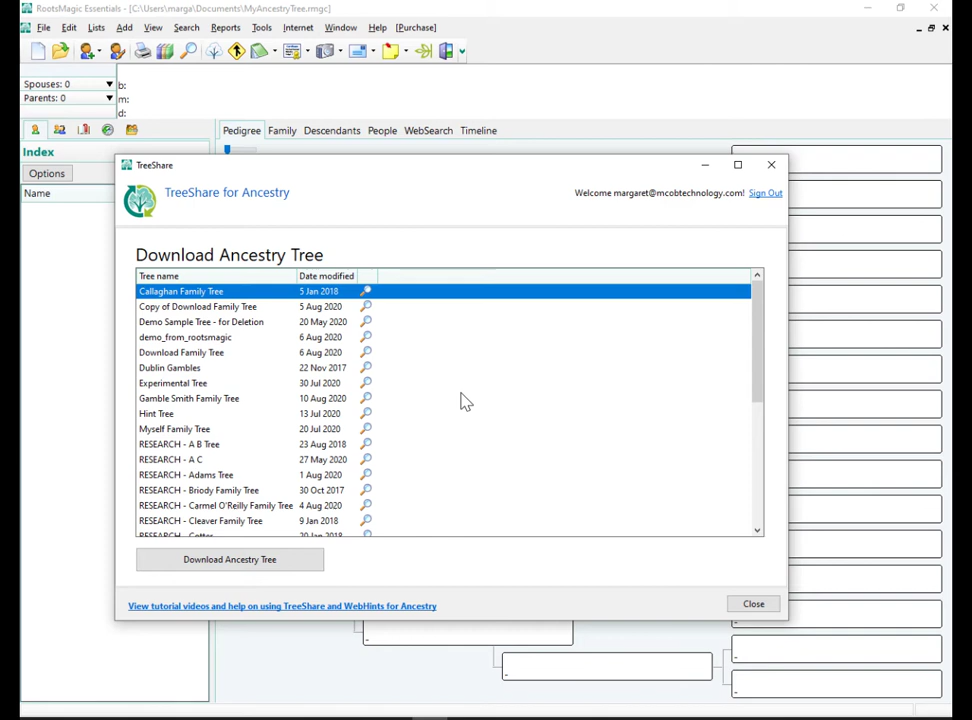 RootsMagic Essentials - [C:\Users\marga\Documents\MyAncestryTree.rmgc]
File Edit Lists Add View Search Reports Tools Internet Window Help [Purchase]
Spouses: 0
Parents: 0
b:
m:
d:
Index
Options
Name
Pedigree Family Descendants People WebSearch Timeline
TreeShare
TreeShare for Ancestry
Welcome margaret@mcobtechnology.com! Sign Out
Download Ancestry Tree
Tree name Date modified
Callaghan Family Tree 5 Jan 2018
Copy of Download Family Tree 5 Aug 2020
Demo Sample Tree - for Deletion 20 May 2020
demo_from_rootsmagic 6 Aug 2020
Download Family Tree 6 Aug 2020
Dublin Gambles 22 Nov 2017
Experimental Tree 30 Jul 2020
Gamble Smith Family Tree 10 Aug 2020
Hint Tree 13 Jul 2020
Myself Family Tree 20 Jul 2020
RESEARCH - A B Tree 23 Aug 2018
RESEARCH - A C 27 May 2020
RESEARCH - Adams Tree 1 Aug 2020
RESEARCH - Briody Family Tree 30 Oct 2017
RESEARCH - Carmel O'Reilly Family Tree 4 Aug 2020
RESEARCH - Cleaver Family Tree 9 Jan 2018
RESEARCH - Cotter 20 Jan 2018
Download Ancestry Tree
View tutorial videos and help on using TreeShare and WebHints for Ancestry
Close